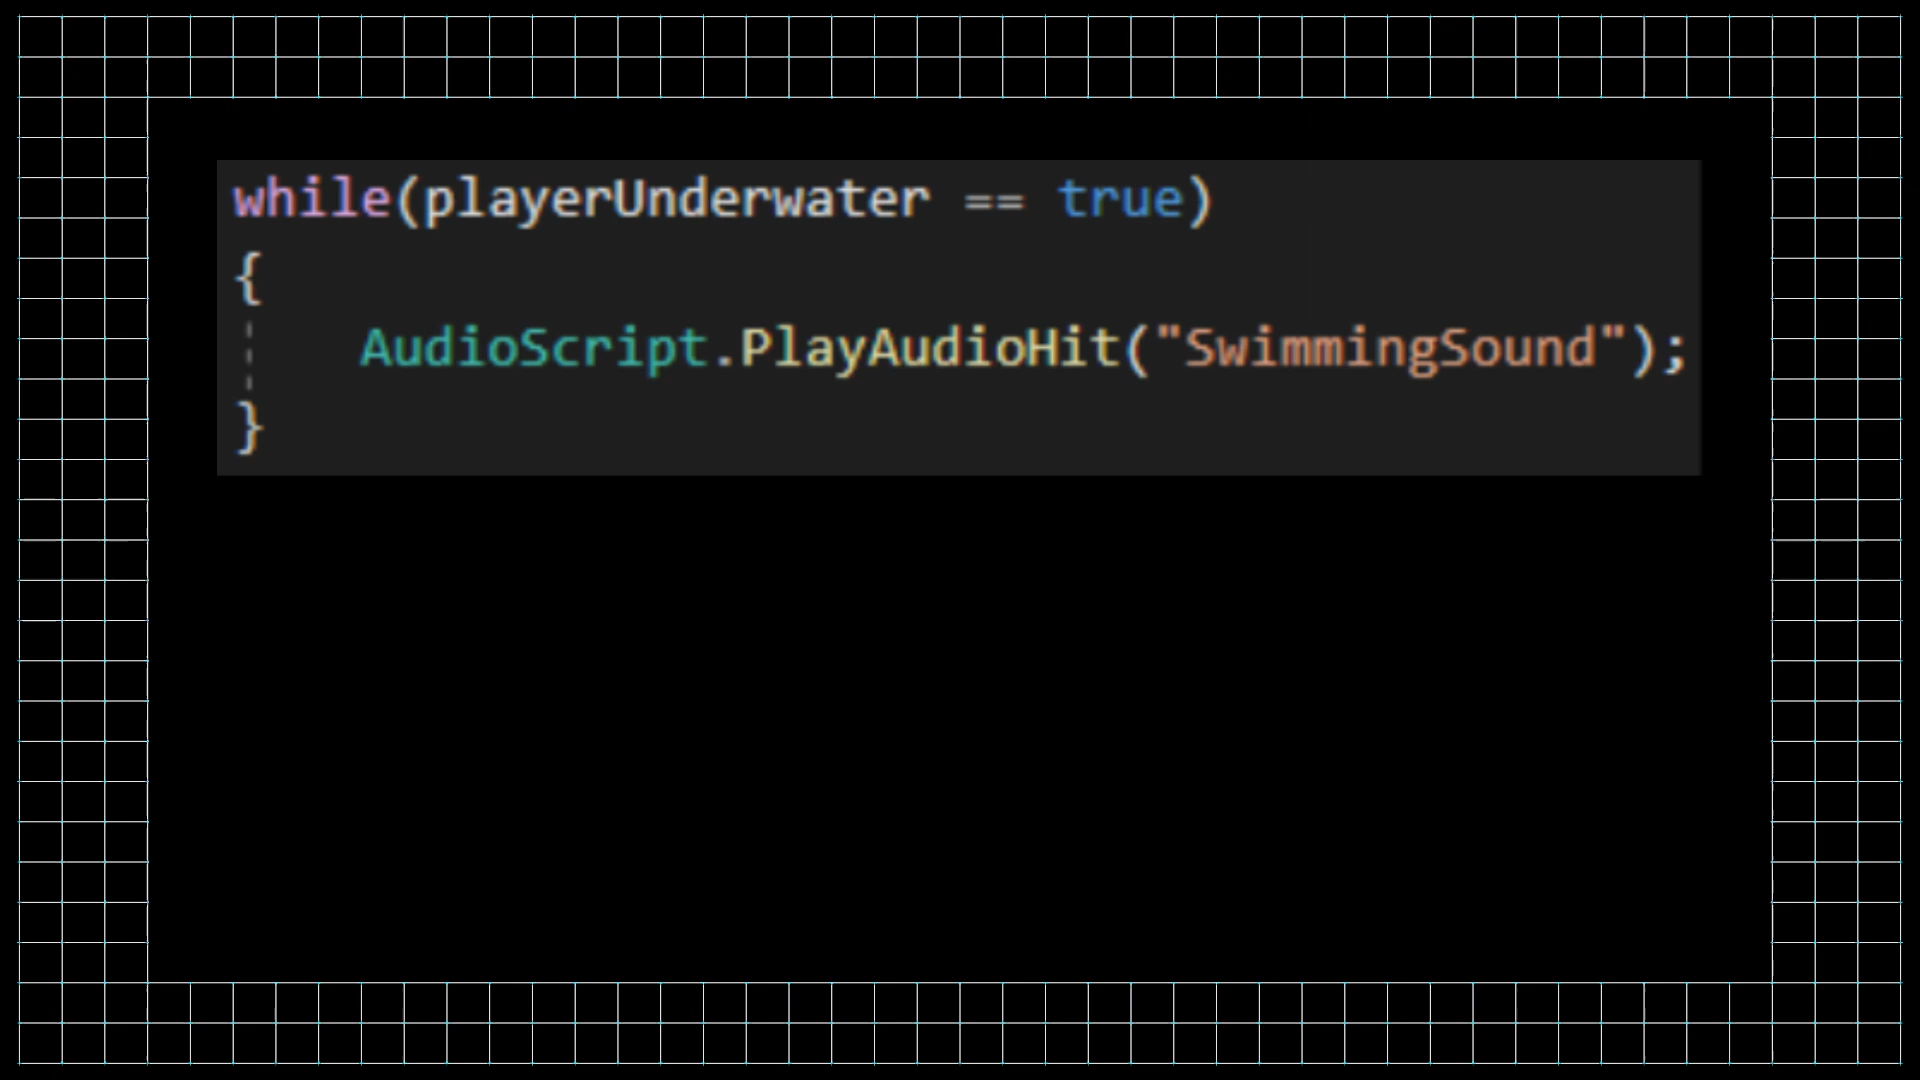 while(playerUnderwater == true)
{
    AudioScript.PlayAudioHit("SwimmingSound");
}